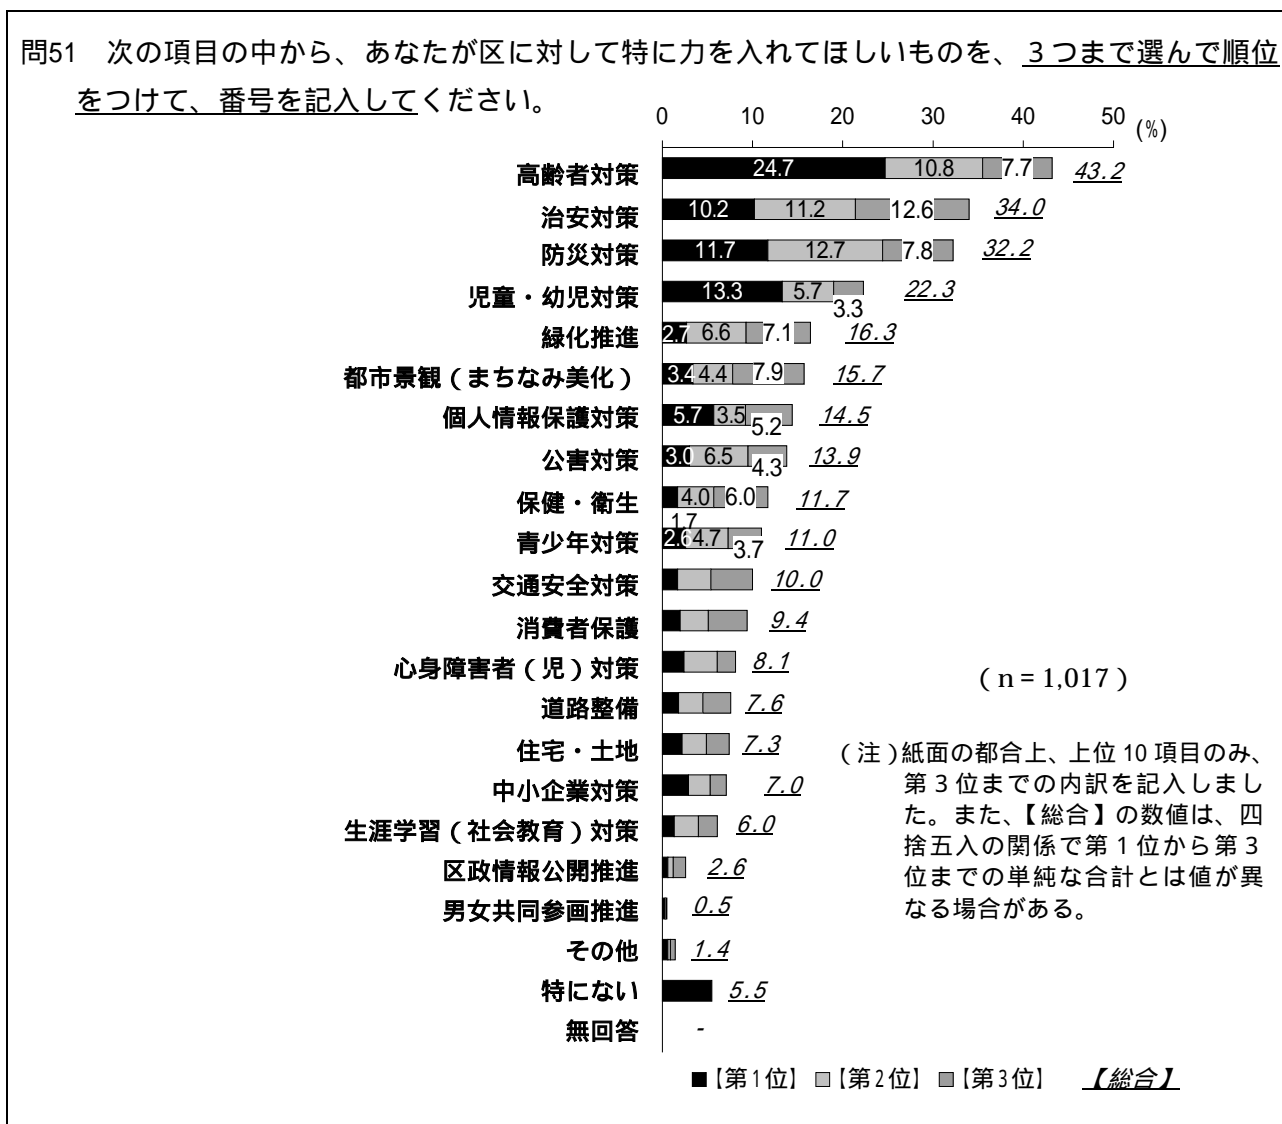 問51　次の項目の中から、あなたが区に対して特に力を入れてほしいものを、３つまで選んで順位
をつけて、番号を記入してください。
0 10 20 30 40 50 (%)
高齢者対策 24.7 10.8 7.7 43.2
治安対策 10.2 11.2 12.6 34.0
防災対策 11.7 12.7 7.8 32.2
児童・幼児対策 13.3 5.7 3.3 22.3
緑化推進 2.7 6.6 7.1 16.3
都市景観（まちなみ美化） 3.4 4.4 7.9 15.7
個人情報保護対策 5.7 3.5 5.2 14.5
公害対策 3.0 6.5 4.3 13.9
保健・衛生 1.7 4.0 6.0 11.7
青少年対策 2.6 4.7 3.7 11.0
交通安全対策 10.0
消費者保護 9.4
心身障害者（児）対策 8.1
道路整備 7.6
住宅・土地 7.3
中小企業対策 7.0
生涯学習（社会教育）対策 6.0
区政情報公開推進 2.6
男女共同参画推進 0.5
その他 1.4
特にない 5.5
無回答 -
（n＝1,017）
（注）紙面の都合上、上位10項目のみ、
第３位までの内訳を記入しまし
た。また、【総合】の数値は、四
捨五入の関係で第１位から第３
位までの単純な合計とは値が異
なる場合がある。
■【第1位】 ■【第2位】 ■【第3位】 【総合】